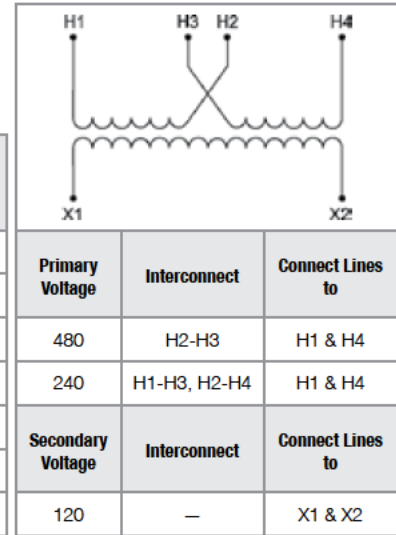 H1 H3 H2 H4
X1 X2
Primary Voltage Interconnect Connect Lines to
480 H2-H3 H1 & H4
240 H1-H3, H2-H4 H1 & H4
Secondary Voltage Interconnect Connect Lines to
120 — X1 & X2